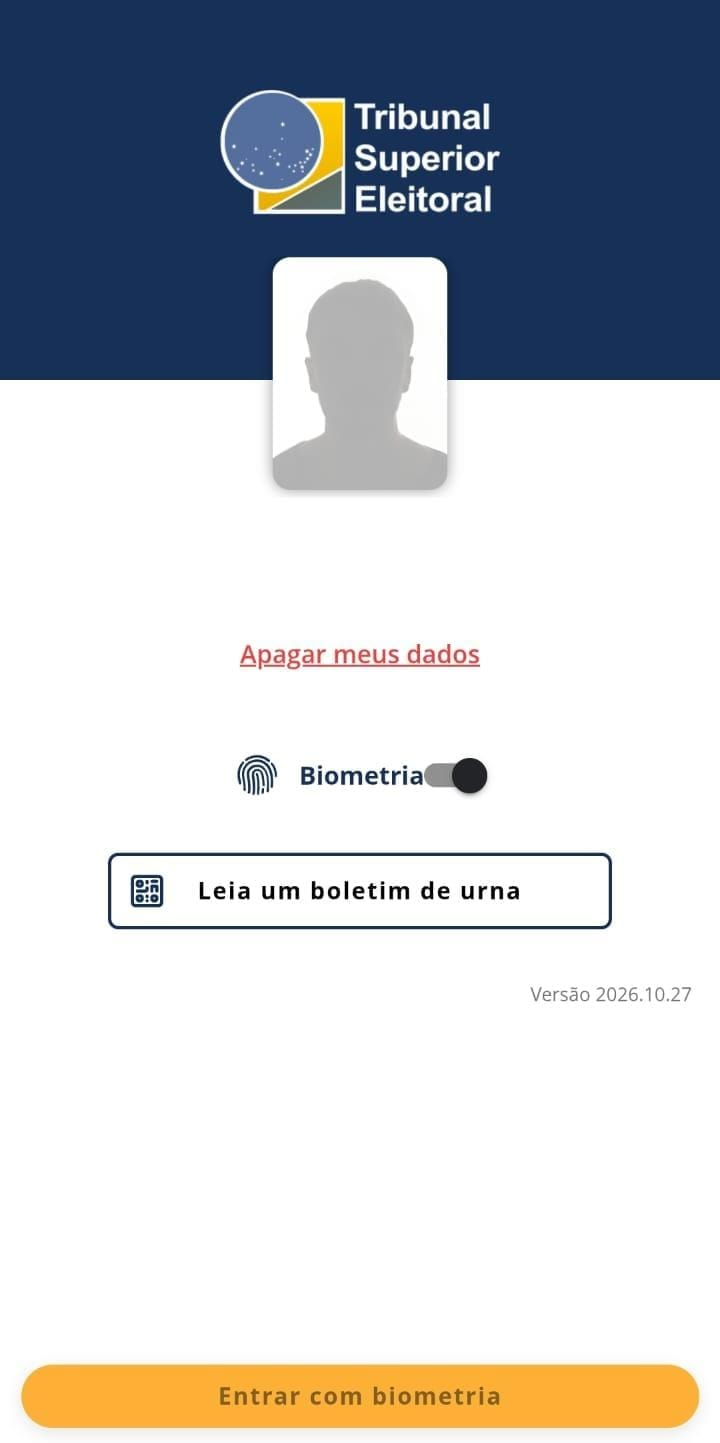 Tribunal
Superior
Eleitoral
Apagar meus dados
Biometria
Leia um boletim de urna
Versão 2026.10.27
Entrar com biometria